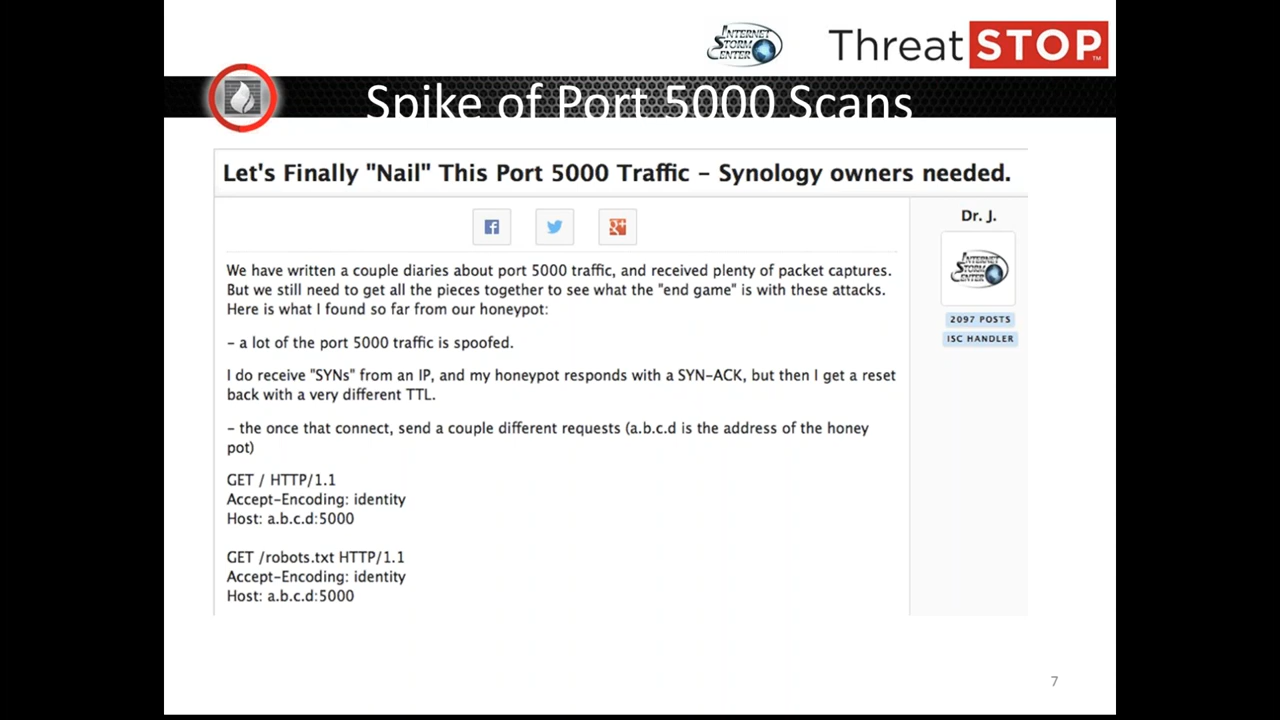 INTERNET
STORM
CENTER
ThreatSTOP™
Spike of Port 5000 Scans
Let's Finally "Nail" This Port 5000 Traffic – Synology owners needed.
Dr. J.
INTERNET
STORM
CENTER
2097 POSTS
ISC HANDLER
We have written a couple diaries about port 5000 traffic, and received plenty of packet captures.
But we still need to get all the pieces together to see what the "end game" is with these attacks.
Here is what I found so far from our honeypot:
– a lot of the port 5000 traffic is spoofed.
I do receive "SYNs" from an IP, and my honeypot responds with a SYN-ACK, but then I get a reset
back with a very different TTL.
– the once that connect, send a couple different requests (a.b.c.d is the address of the honey
pot)
GET / HTTP/1.1
Accept-Encoding: identity
Host: a.b.c.d:5000
GET /robots.txt HTTP/1.1
Accept-Encoding: identity
Host: a.b.c.d:5000
7